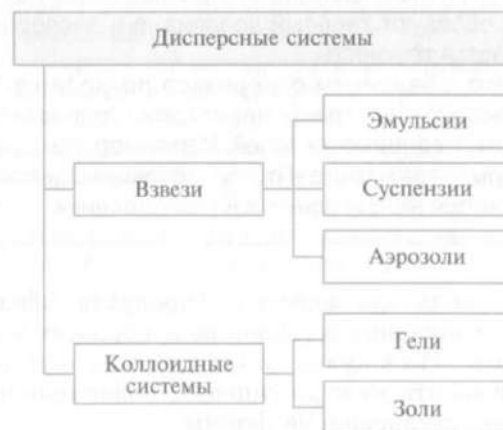 Дисперсные системы
Взвези
Эмульсии
Суспензии
Аэрозоли
Коллоидные
системы
Гели
Золи